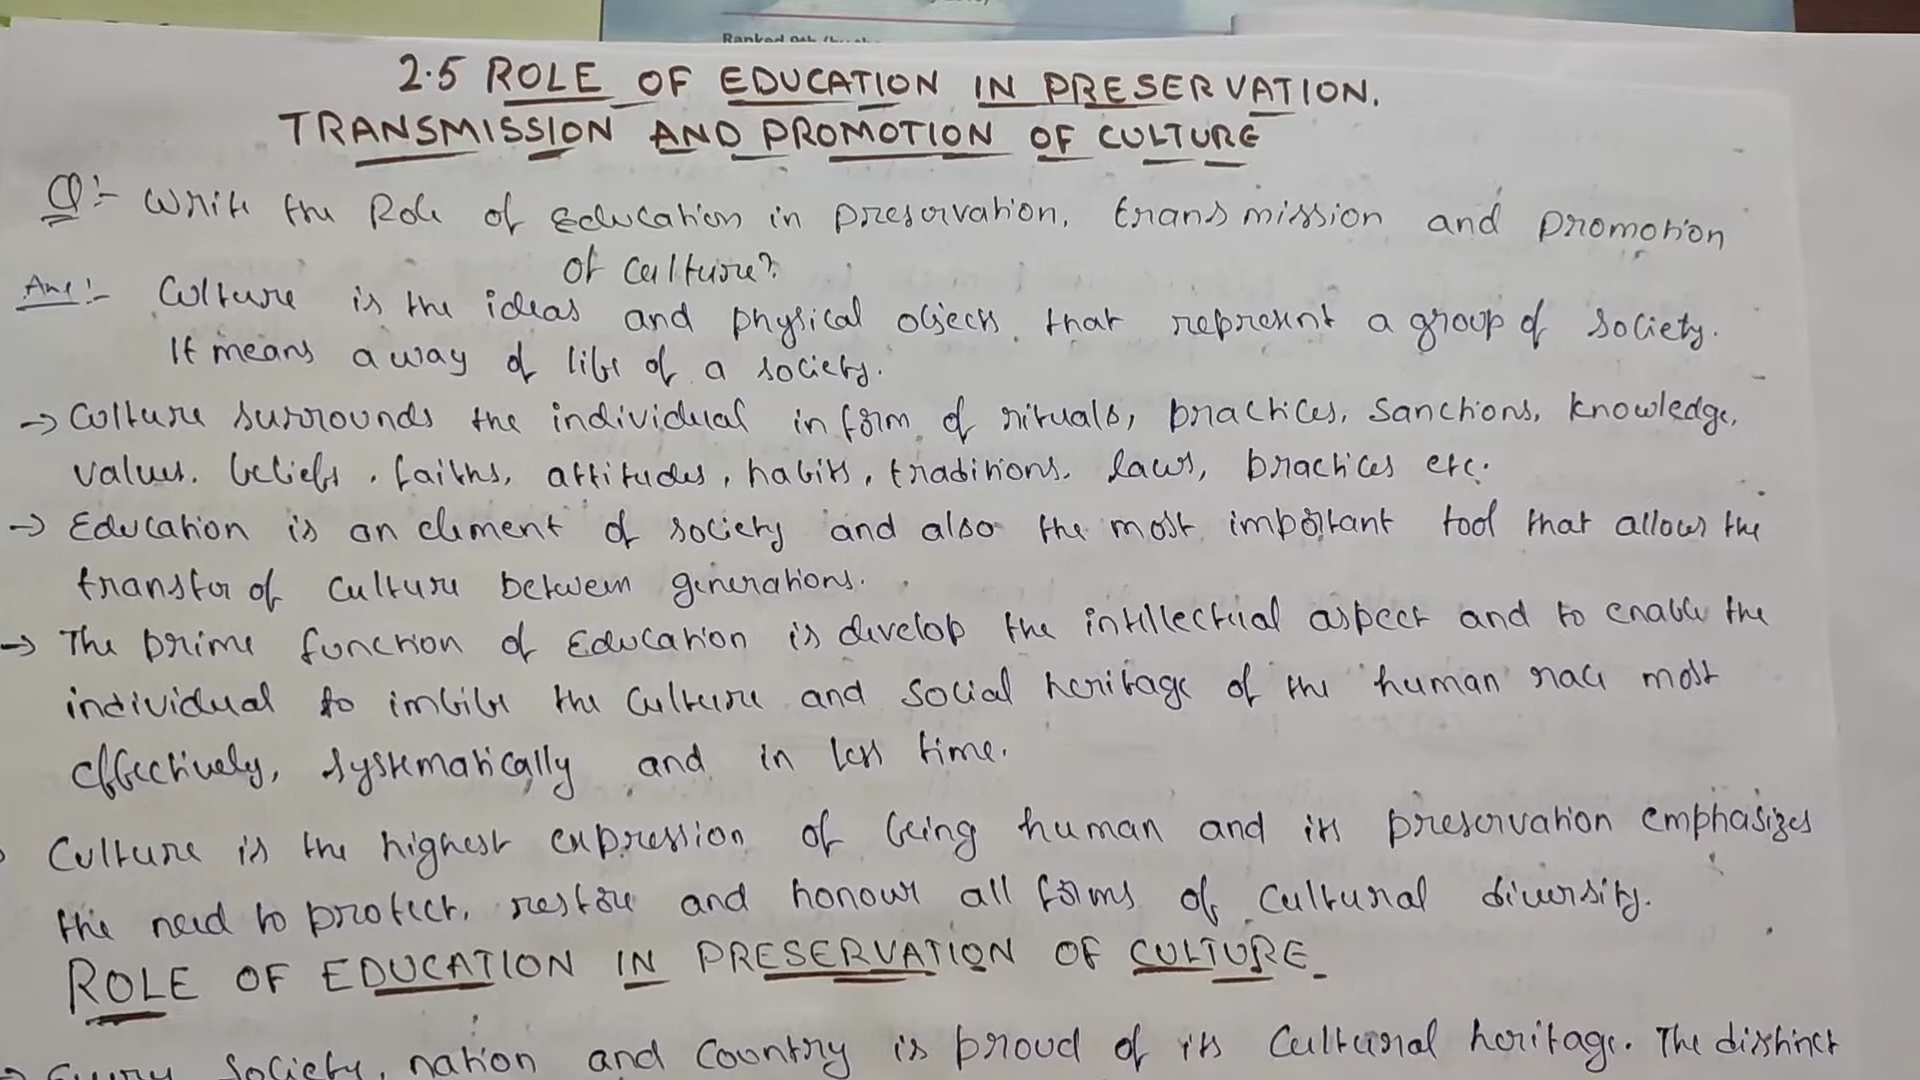 2.5 ROLE OF EDUCATION IN PRESERVATION.
TRANSMISSION AND PROMOTION OF CULTURE
Q:- Write the Role of Education in preservation, transmission and promotion
of culture?
Ans:- Culture is the ideas and physical objects that represent a group of society.
It means a way of life of a society.
→ Culture surrounds the individual in form of rituals, practices, sanctions, knowledge,
values, beliefs, faiths, attitudes, habits, traditions, laws, practices etc.
→ Education is an element of society and also the most important tool that allows the
transfer of culture between generations.
→ The prime function of Education is develop the intellectual aspect and to enable the
individual to imbibe the culture and social heritage of the human race most
effectively, systematically and in less time.
Culture is the highest expression of being human and its preservation emphasizes
the need to protect, restore and honour all forms of cultural diversity.
ROLE OF EDUCATION IN PRESERVATION OF CULTURE
→ Every society, nation and country is proud of its cultural heritage. The distinct